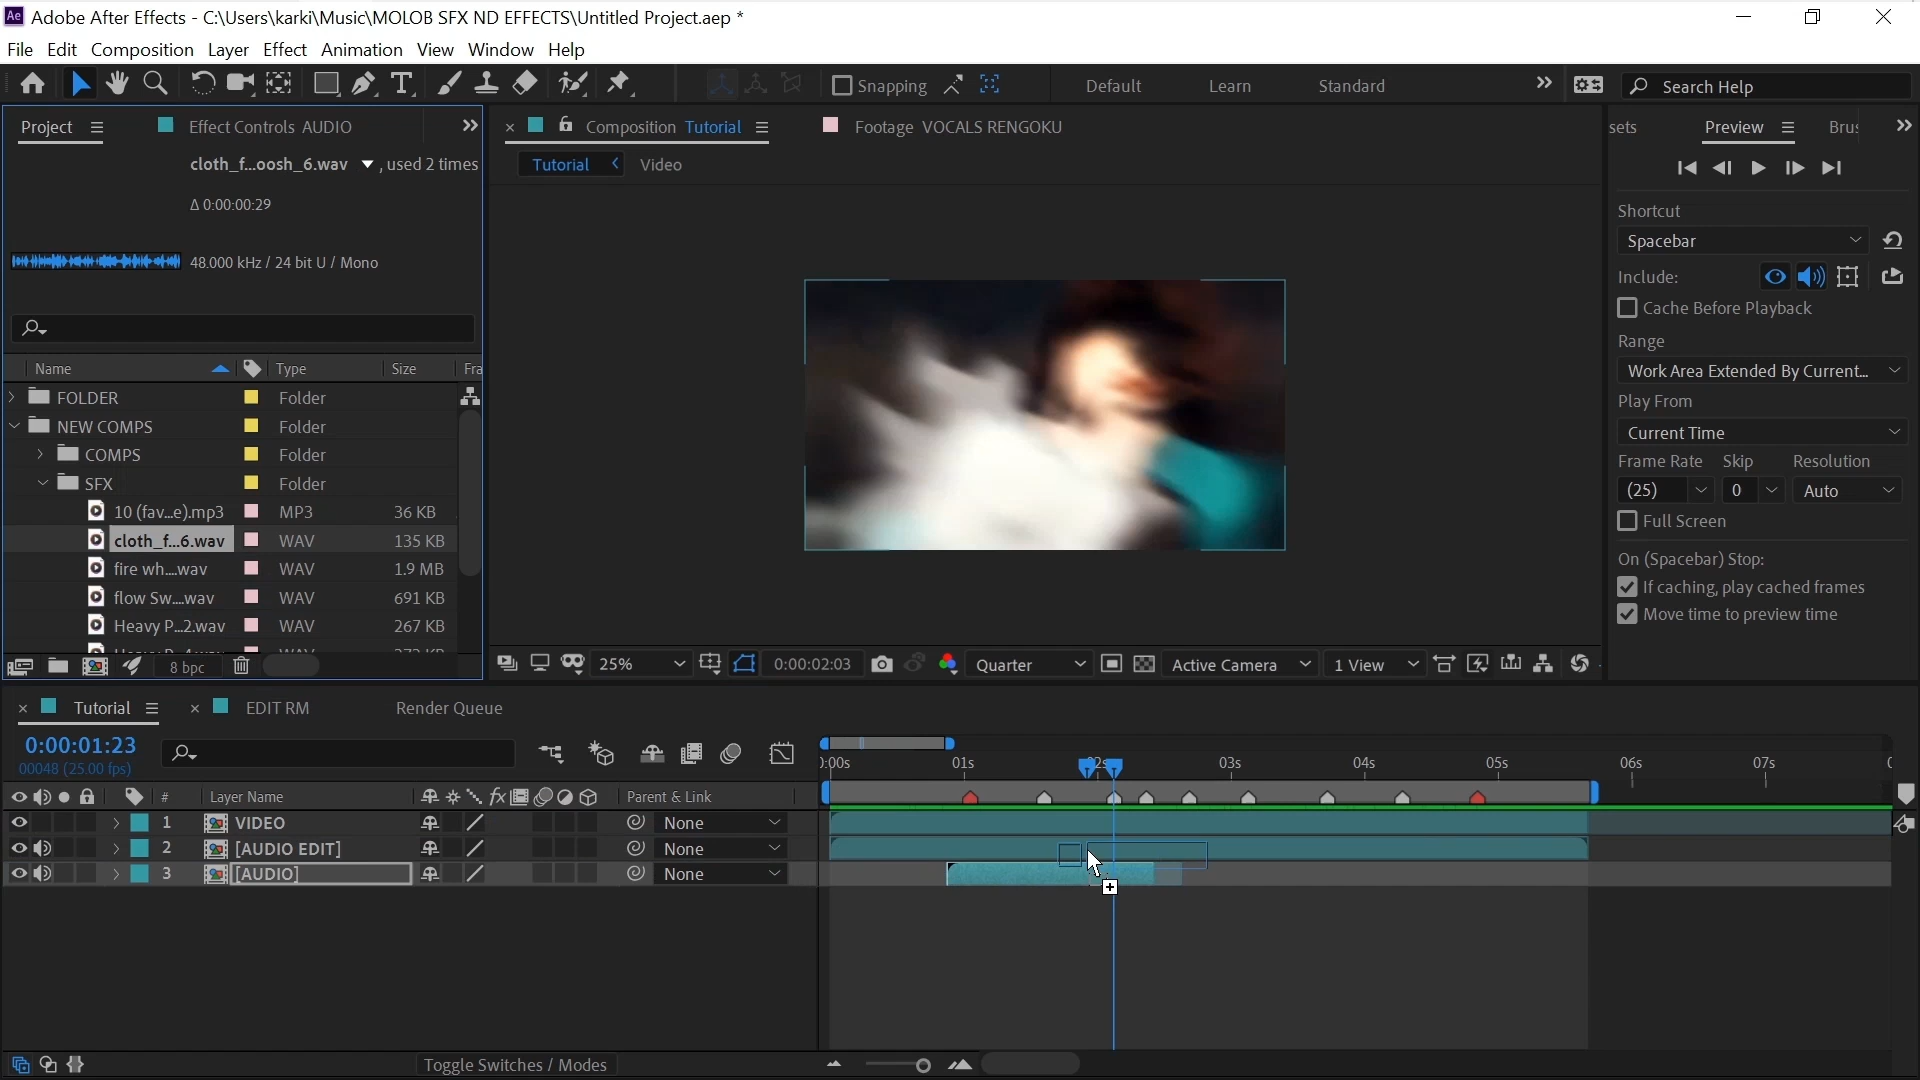 Adobe After Effects - C:\Users\karki\Music\MOLOB SFX ND EFFECTS\Untitled Project.aep *
File Edit Composition Layer Effect Animation View Window Help
Snapping Default Learn Standard Search Help
Project Effect Controls AUDIO
cloth_f...oosh_6.wav , used 2 times
Δ 0:00:00:29
48.000 kHz / 24 bit U / Mono
Name Type Size Fra
FOLDER Folder
NEW COMPS Folder
COMPS Folder
SFX Folder
10 (fav...e).mp3 MP3 36 KB
cloth_f...6.wav WAV 135 KB
fire wh....wav WAV 1.9 MB
flow Sw....wav WAV 691 KB
Heavy P...2.wav WAV 267 KB
8 bpc
Composition Tutorial Footage VOCALS RENGOKU
Tutorial Video
25% 0:00:02:03 Quarter Active Camera 1 View
sets Preview Brus
Shortcut
Spacebar
Include:
Cache Before Playback
Range
Work Area Extended By Current...
Play From
Current Time
Frame Rate Skip Resolution
(25) 0 Auto
Full Screen
On (Spacebar) Stop:
If caching, play cached frames
Move time to preview time
Tutorial EDIT RM Render Queue
0:00:01:23
00048 (25.00 fps)
):00s 01s 02s 03s 04s 05s 06s 07s
# Layer Name Parent & Link
1 VIDEO None
2 [AUDIO EDIT] None
3 [AUDIO] None
Toggle Switches / Modes